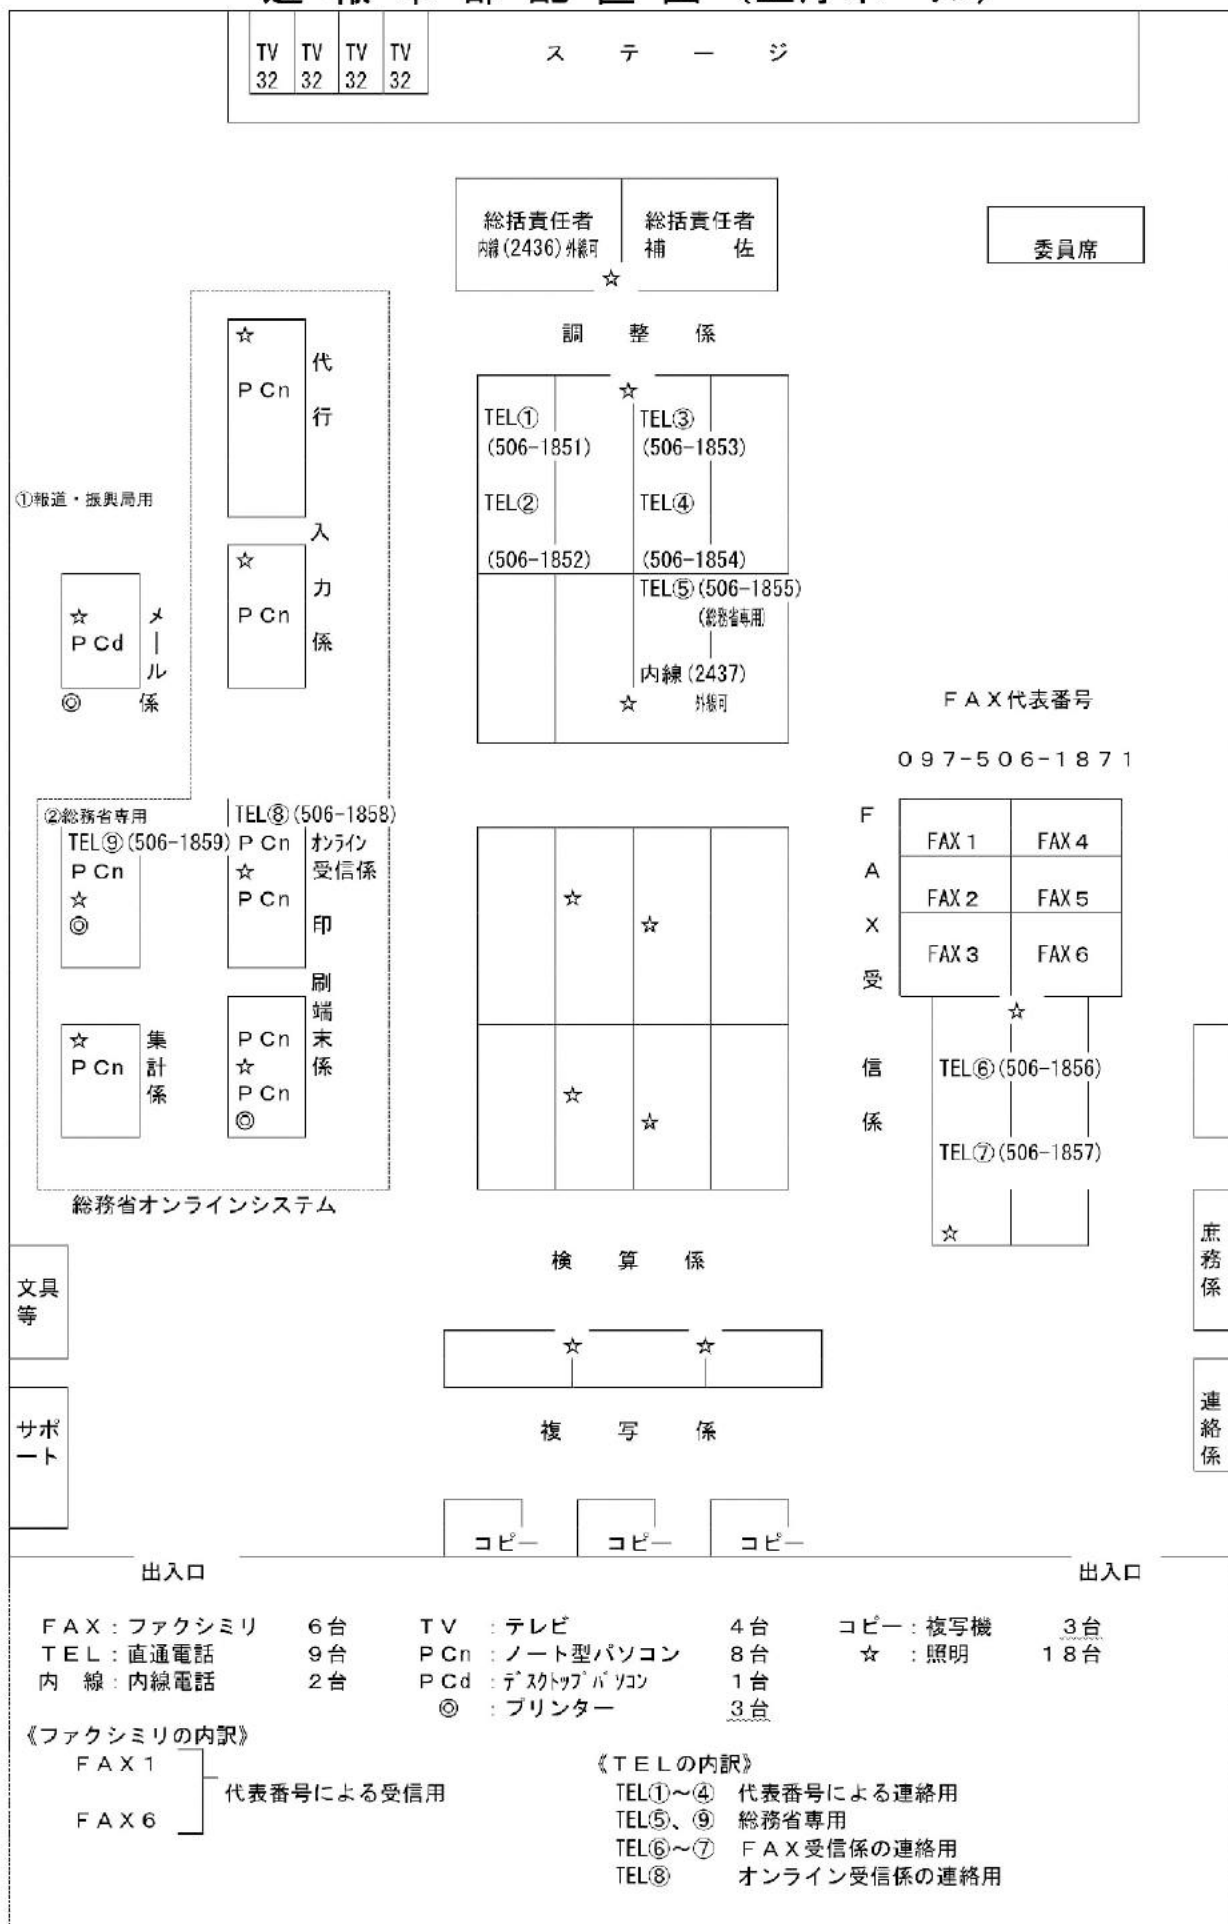 TV TV TV TV ステージ
32 32 32 32
総括責任者 総括責任者
内線(2436)外線可 補佐
☆
委員席
調整係
☆
代行入力係
PCn
☆
TEL① TEL③
(506-1851) (506-1853)
TEL② TEL④
(506-1852) (506-1854)
TEL⑤(506-1855)
(総務省専用)
内線(2437)
☆ 外線可
①報道・振興局用
☆
PCn
☆
PCd
◎
メール係
FAX代表番号
097-506-1871
②総務省専用
TEL⑨(506-1859)
PCn
☆
◎
TEL⑧(506-1858)
PCn
☆
PCn
オンライン
受信係
印刷端末係
☆
☆
FAX受信係
FAX1 FAX4
FAX2 FAX5
FAX3 FAX6
☆
TEL⑥(506-1856)
TEL⑦(506-1857)
☆
☆
PCn
集計係
PCn
☆
PCn
◎
☆
☆
総務省オンラインシステム
検算係
文具
等
庶務係
☆ ☆
サポ
ート
複写係
連絡係
コピー コピー コピー
出入口 出入口
FAX:ファクシミリ 6台 TV:テレビ 4台 コピー:複写機 3台
TEL:直通電話 9台 PCn:ノート型パソコン 8台 ☆:照明 18台
内線:内線電話 2台 PCd:デスクトップパソコン 1台
◎:プリンター 3台
《ファクシミリの内訳》
FAX1
代表番号による受信用
FAX6
《TELの内訳》
TEL①~④ 代表番号による連絡用
TEL⑤、⑨ 総務省専用
TEL⑥~⑦ FAX受信係の連絡用
TEL⑧ オンライン受信係の連絡用